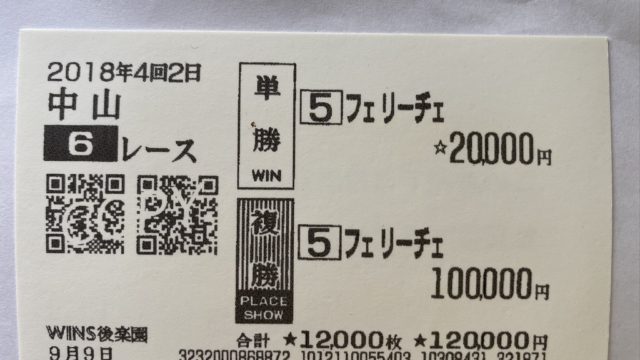 2018年4回2日
中山
6 レース
単勝 WIN
5 フェリーチェ
☆20,000円
複勝 PLACE SHOW
5 フェリーチェ
100,000円
WINS後楽園
合計 ★12,000枚 ★120,000円
9月9日